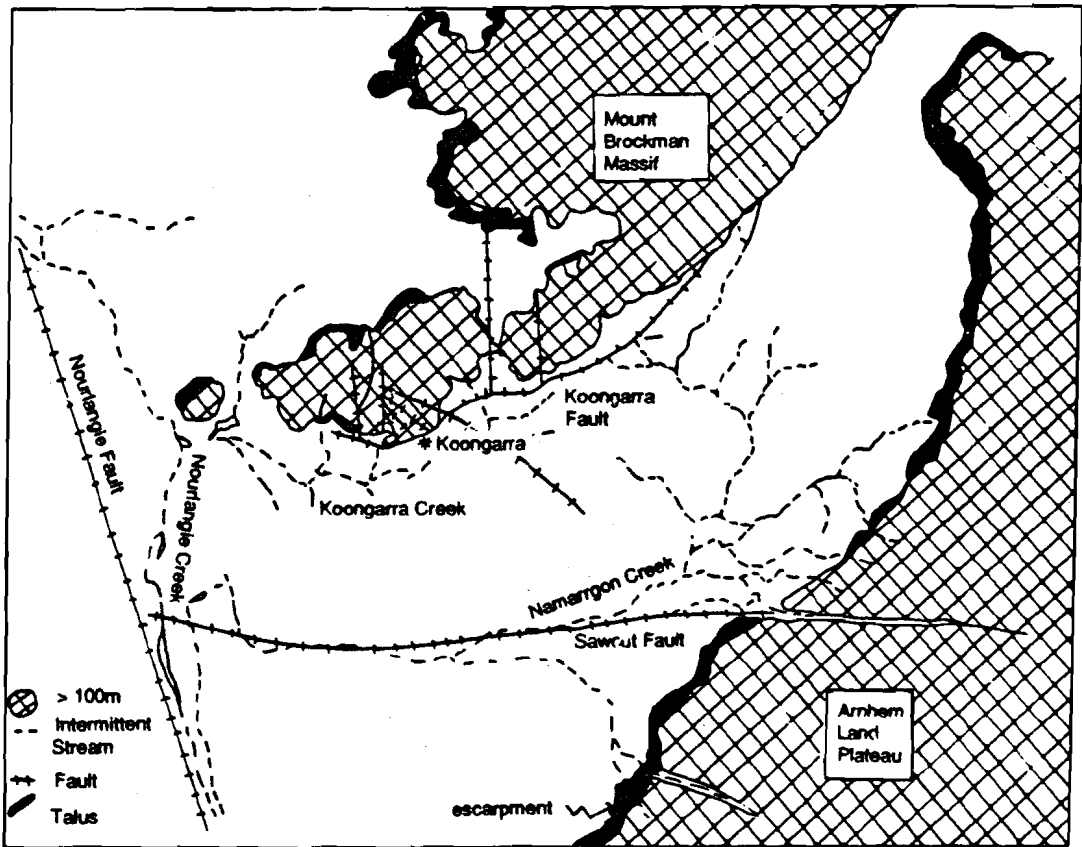 Mount
Brockman
Massif
Nourlangie Fault
Koongarra
Fault
Koongarra
Koongarra Creek
Nourlangie Creek
Namarrgon Creek
Sawcut Fault
> 100m
Intermittent
Stream
Fault
Talus
Arnhem
Land
Plateau
escarpment